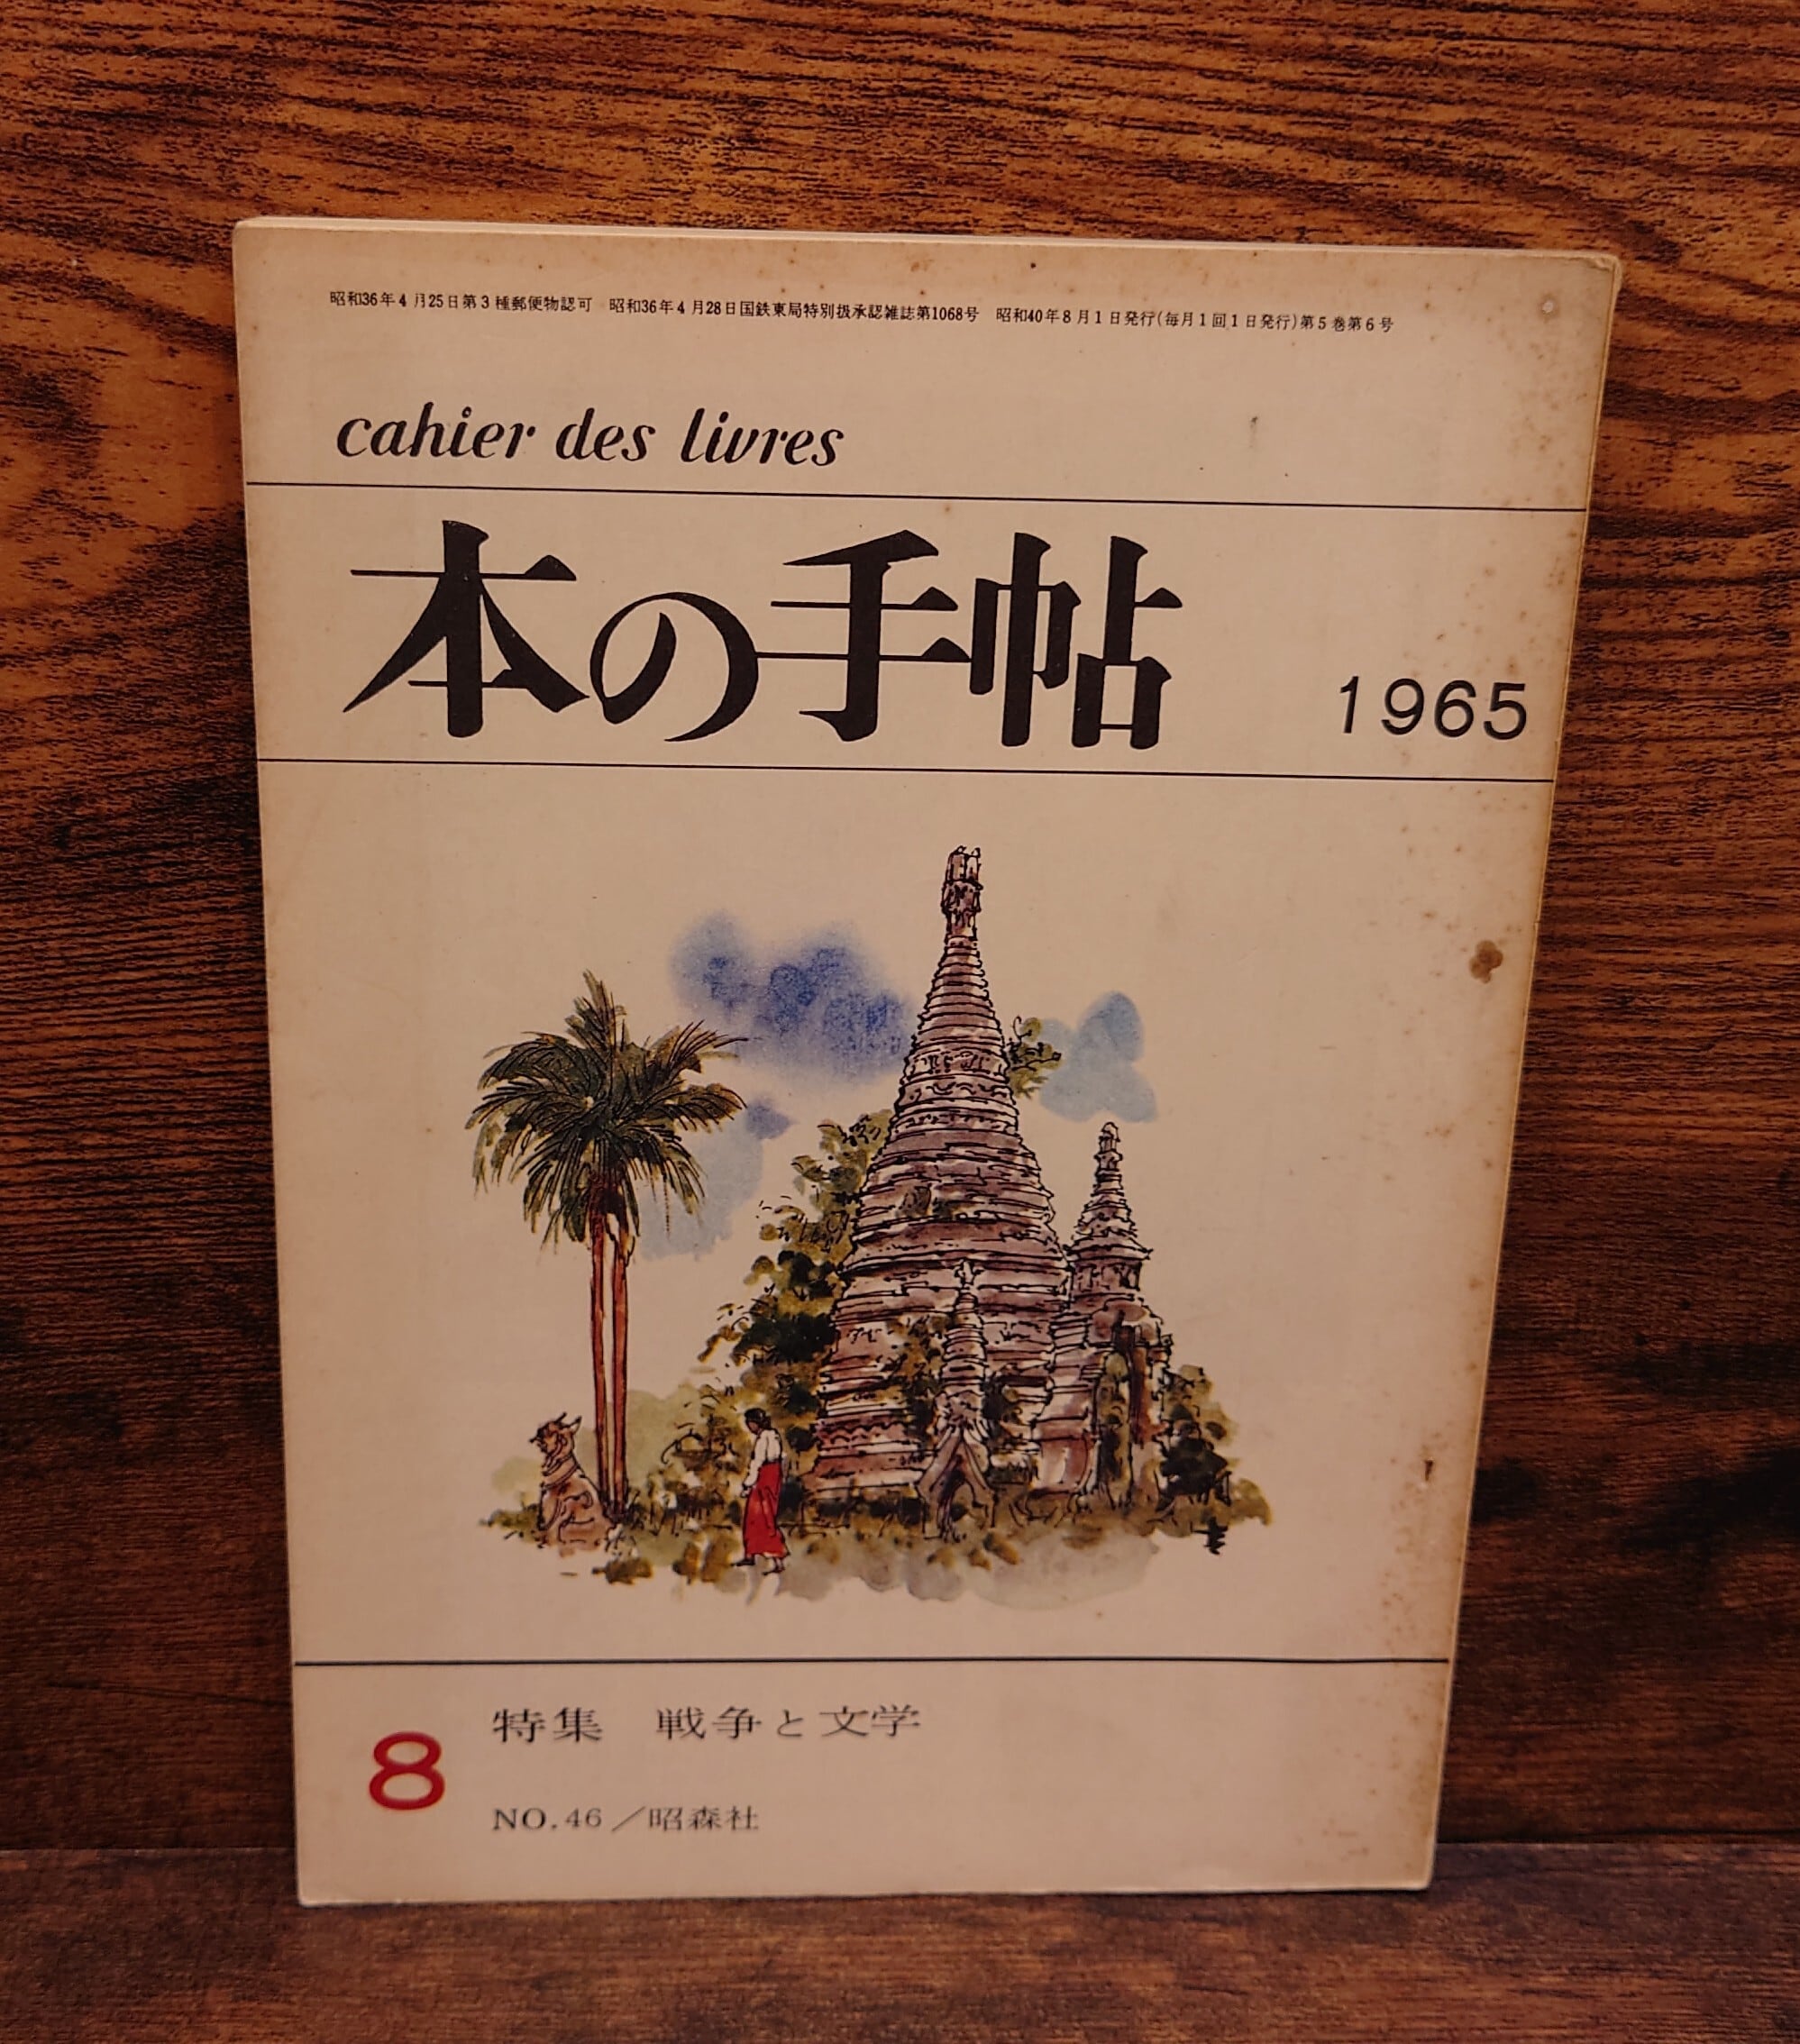 昭和36年4月25日第3種郵便物認可　昭和36年4月28日国鉄東局特別扱承認雑誌第1068号　昭和40年8月1日発行(毎月1回1日発行)第5巻第6号
cahier des livres
本の手帖 1965
8 特集　戦争と文学
NO.46／昭森社